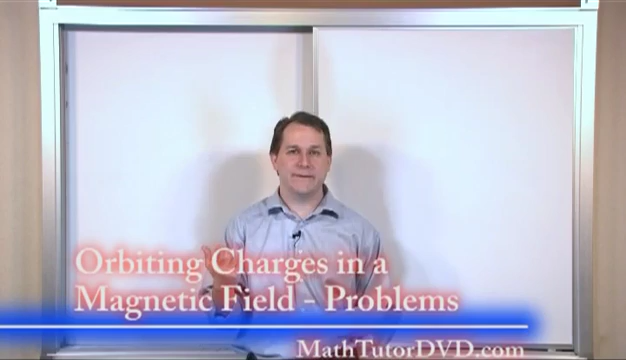 Orbiting Charges in a
Magnetic Field - Problems
MathTutorDVD.com